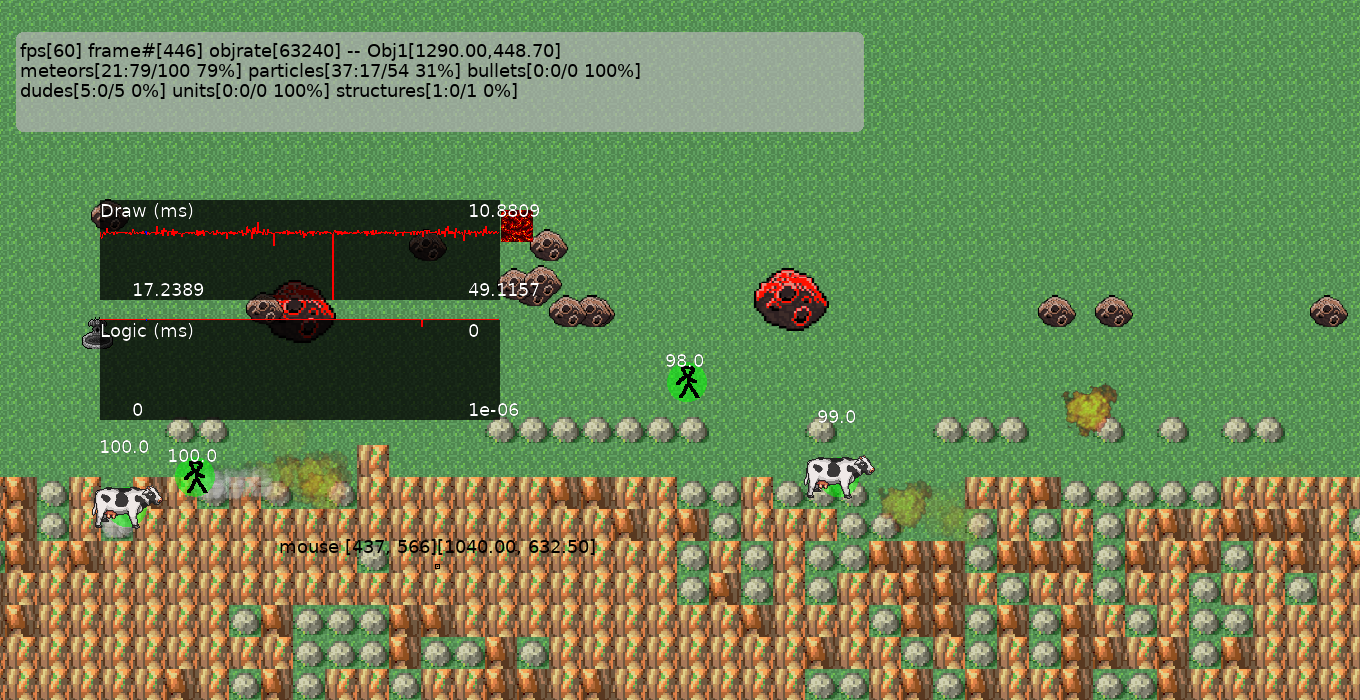 fps[60] frame#[446] objrate[63240] -- Obj1[1290.00,448.70]
meteors[21:79/100 79%] particles[37:17/54 31%] bullets[0:0/0 100%]
dudes[5:0/5 0%] units[0:0/0 100%] structures[1:0/1 0%]
Draw (ms) 10.8809
17.2389 49.1157
Logic (ms) 0
0 1e-06
98.0
99.0
100.0
100.0
mouse [437, 566][1040.00, 632.50]